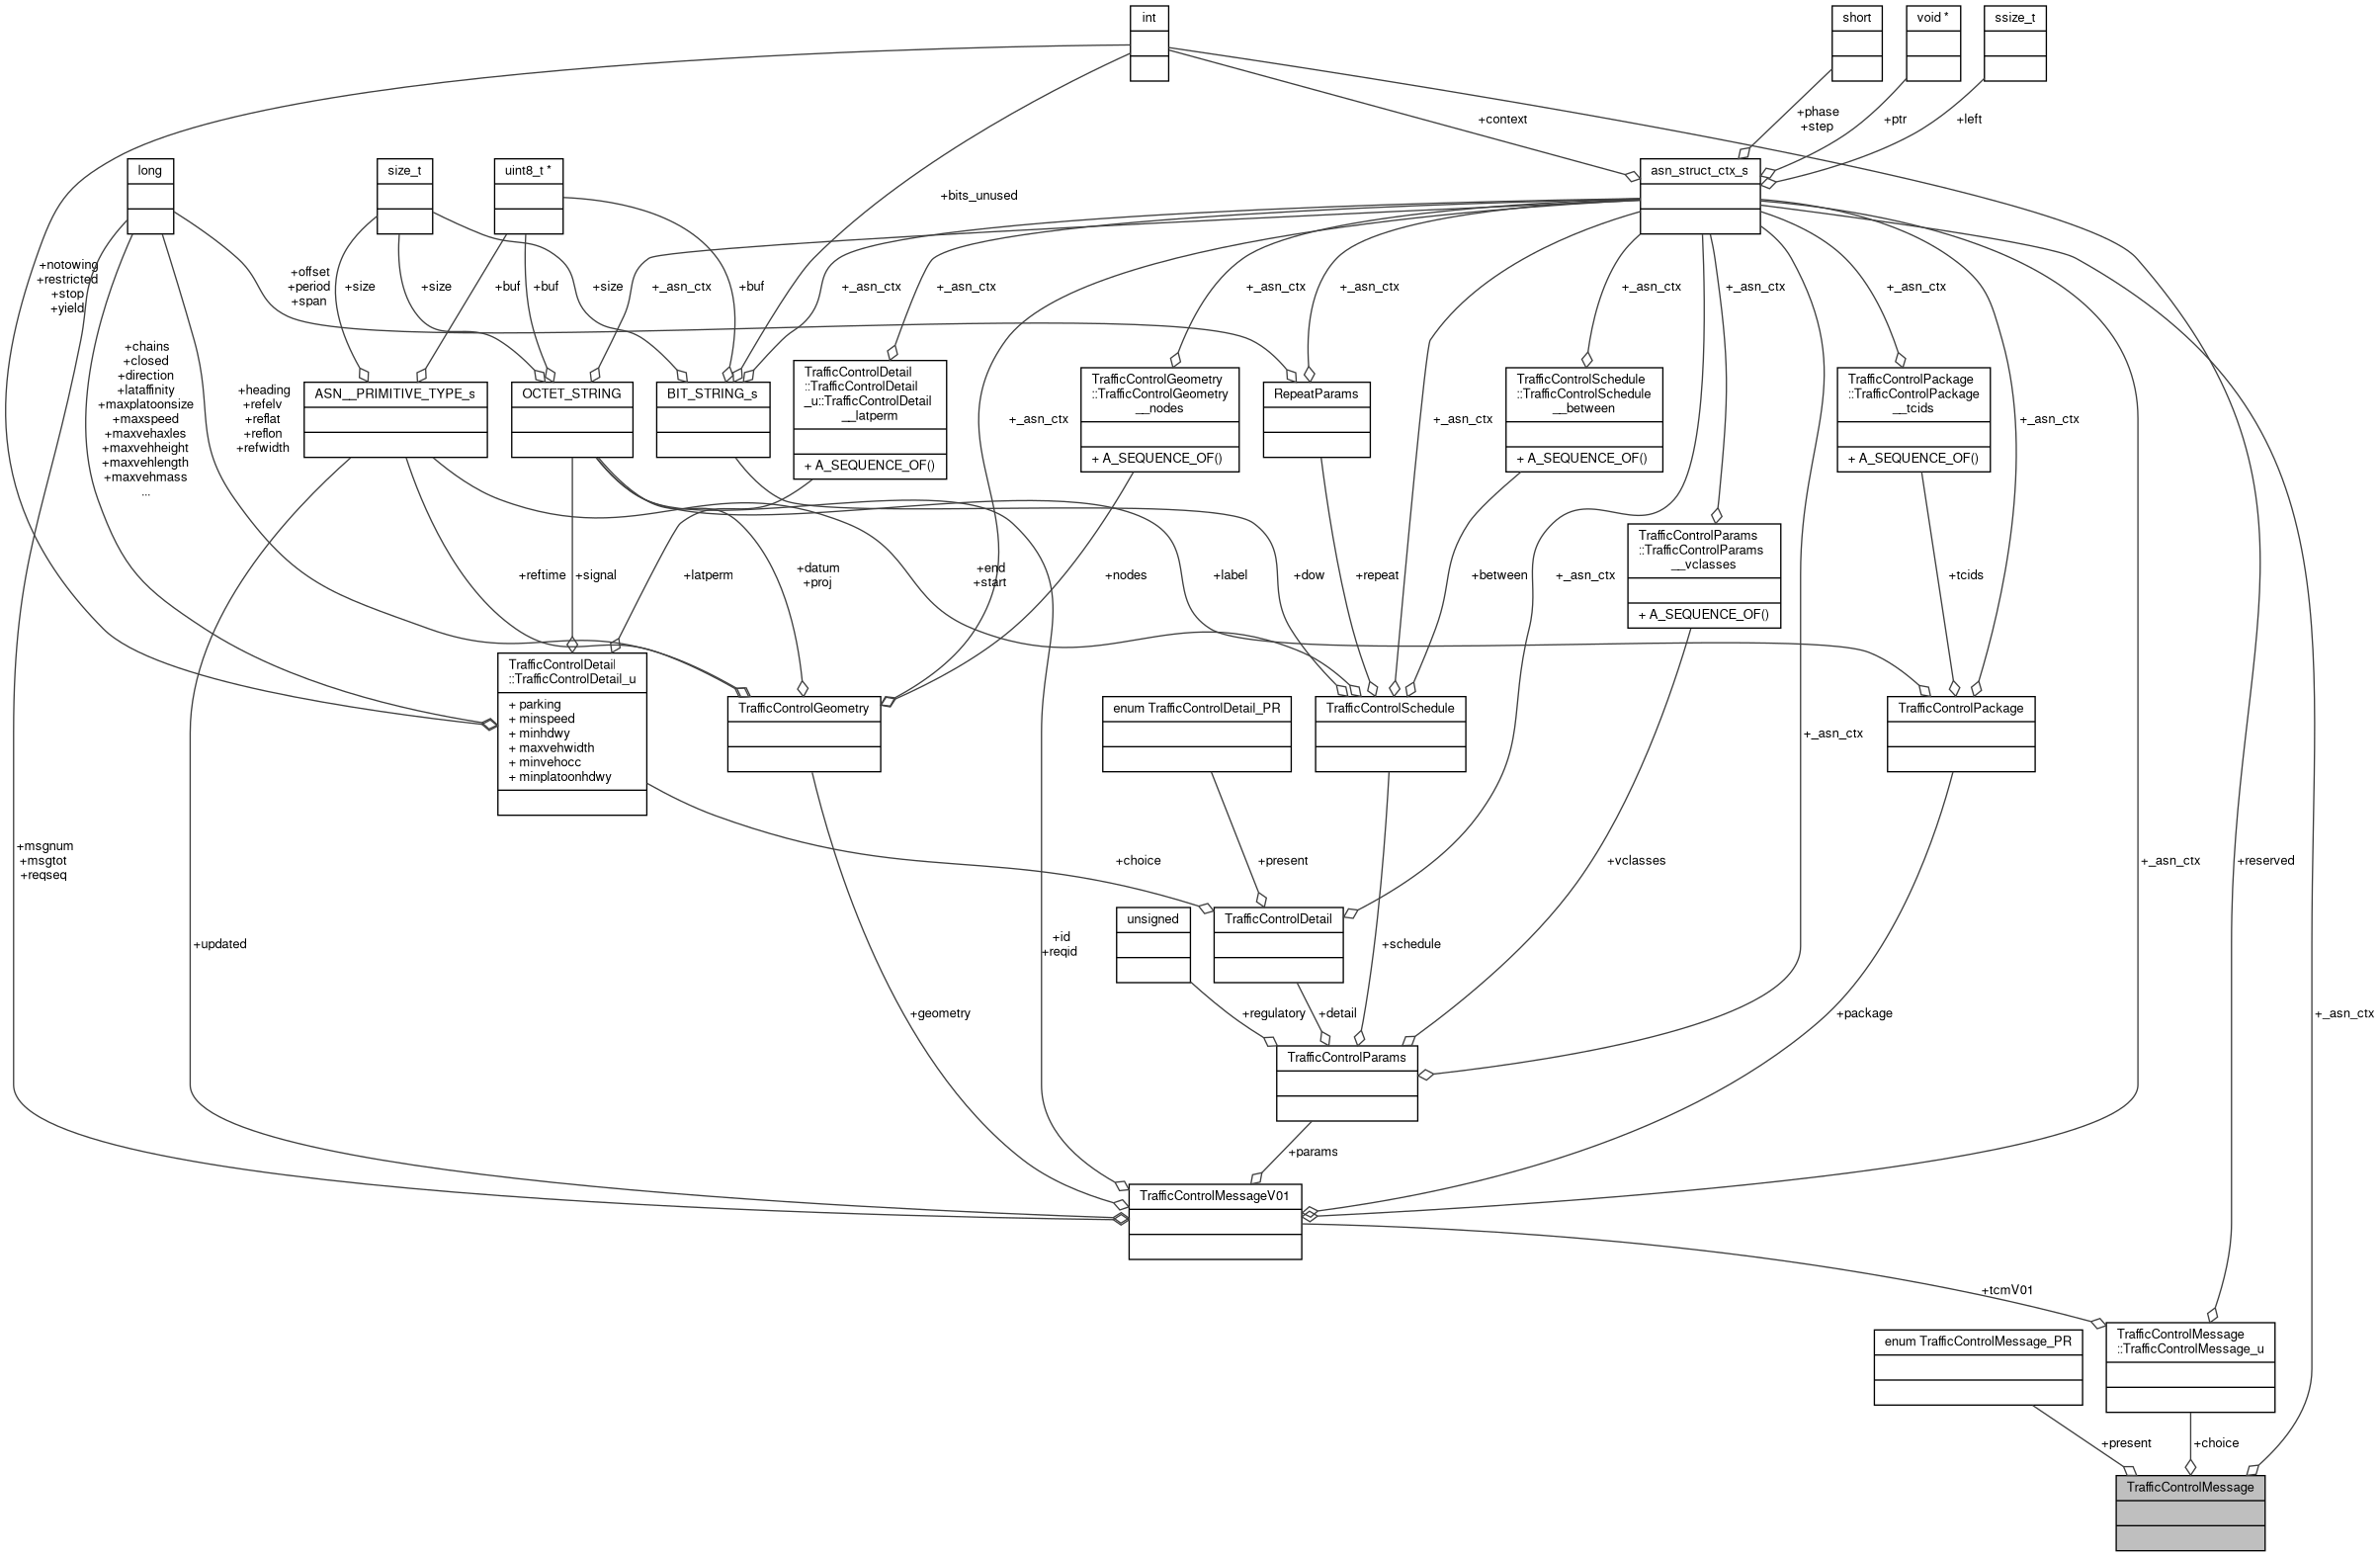 int
short
void *
ssize_t
+context
+phase
+step
+ptr
+left
long
size_t
uint8_t *
+bits_unused
asn_struct_ctx_s
+notowing
+restricted
+stop
+yield
+offset
+period
+span
+size
+size
+buf
+buf
+size
+_asn_ctx
+buf
+_asn_ctx
+_asn_ctx
+_asn_ctx
+_asn_ctx
+_asn_ctx
+_asn_ctx
+_asn_ctx
+chains
+closed
+direction
+lataffinity
+maxplatoonsize
+maxspeed
+maxvehaxles
+maxvehheight
+maxvehlength
+maxvehmass
...
+heading
+refelv
+reflat
+reflon
+refwidth
ASN__PRIMITIVE_TYPE_s
OCTET_STRING
BIT_STRING_s
TrafficControlDetail
::TrafficControlDetail
_u::TrafficControlDetail
__latperm
+ A_SEQUENCE_OF()
+_asn_ctx
TrafficControlGeometry
::TrafficControlGeometry
__nodes
+ A_SEQUENCE_OF()
RepeatParams
+_asn_ctx
TrafficControlSchedule
::TrafficControlSchedule
__between
+ A_SEQUENCE_OF()
TrafficControlPackage
::TrafficControlPackage
__tcids
+ A_SEQUENCE_OF()
+_asn_ctx
TrafficControlParams
::TrafficControlParams
__vclasses
+ A_SEQUENCE_OF()
+reftime
+signal
+latperm
+datum
+proj
+end
+start
+nodes
+label
+dow
+repeat
+between
+_asn_ctx
+tcids
TrafficControlDetail
::TrafficControlDetail_u
+ parking
+ minspeed
+ minhdwy
+ maxvehwidth
+ minvehocc
+ minplatoonhdwy
TrafficControlGeometry
enum TrafficControlDetail_PR
TrafficControlSchedule
+_asn_ctx
TrafficControlPackage
+msgnum
+msgtot
+reqseq
+choice
+present
+vclasses
+_asn_ctx
+reserved
unsigned
TrafficControlDetail
+updated
+id
+reqid
+schedule
+geometry
+regulatory
+detail
+package
+_asn_ctx
TrafficControlParams
+params
TrafficControlMessageV01
+tcmV01
enum TrafficControlMessage_PR
TrafficControlMessage
::TrafficControlMessage_u
+present
+choice
TrafficControlMessage